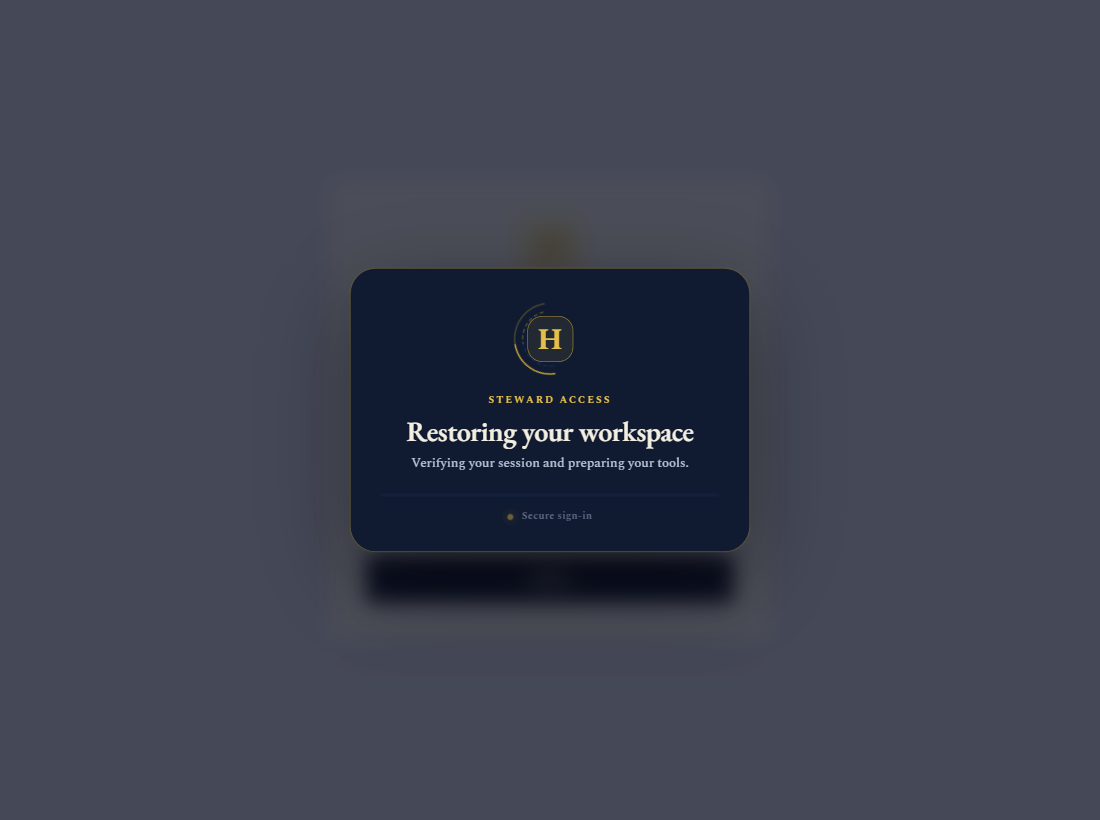 H
STEWARD ACCESS
Restoring your workspace
Verifying your session and preparing your tools.
Secure sign-in